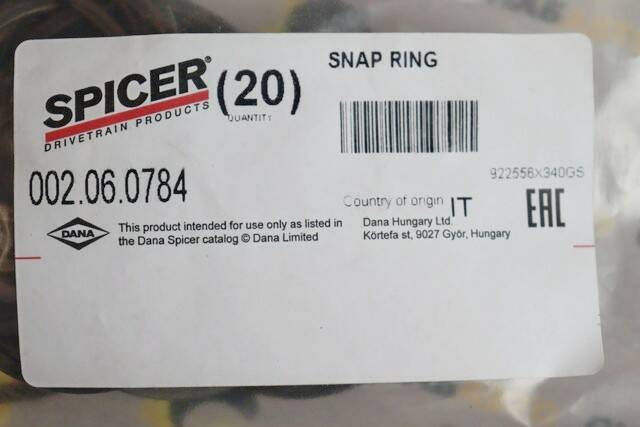 SPICER®
DRIVETRAIN PRODUCTS
(20)
QUANTITY
SNAP RING
922556X340GS
002.06.0784
Country of origin IT
EAC
DANA
This product intended for use only as listed in
the Dana Spicer catalog © Dana Limited
Dana Hungary Ltd.
Körtefa st, 9027 Győr, Hungary